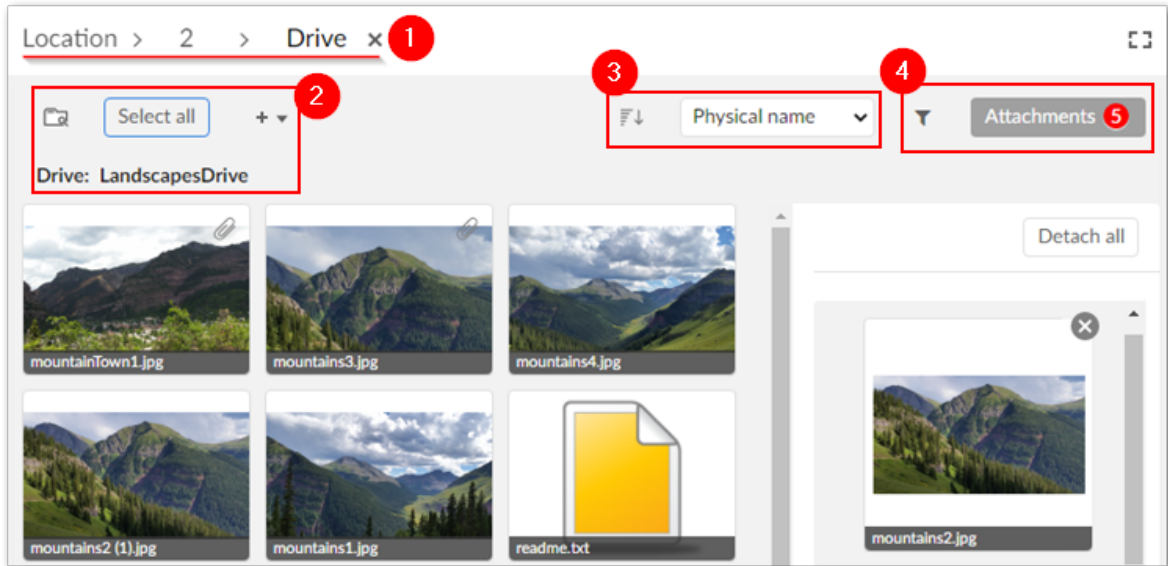 Location > 2 > Drive × 1
2
3
4
Select all + Physical name Attachments 5
Drive: LandscapesDrive
Detach all
mountainTown1.jpg mountains3.jpg mountains4.jpg
mountains2 (1).jpg mountains1.jpg readme.txt mountains2.jpg